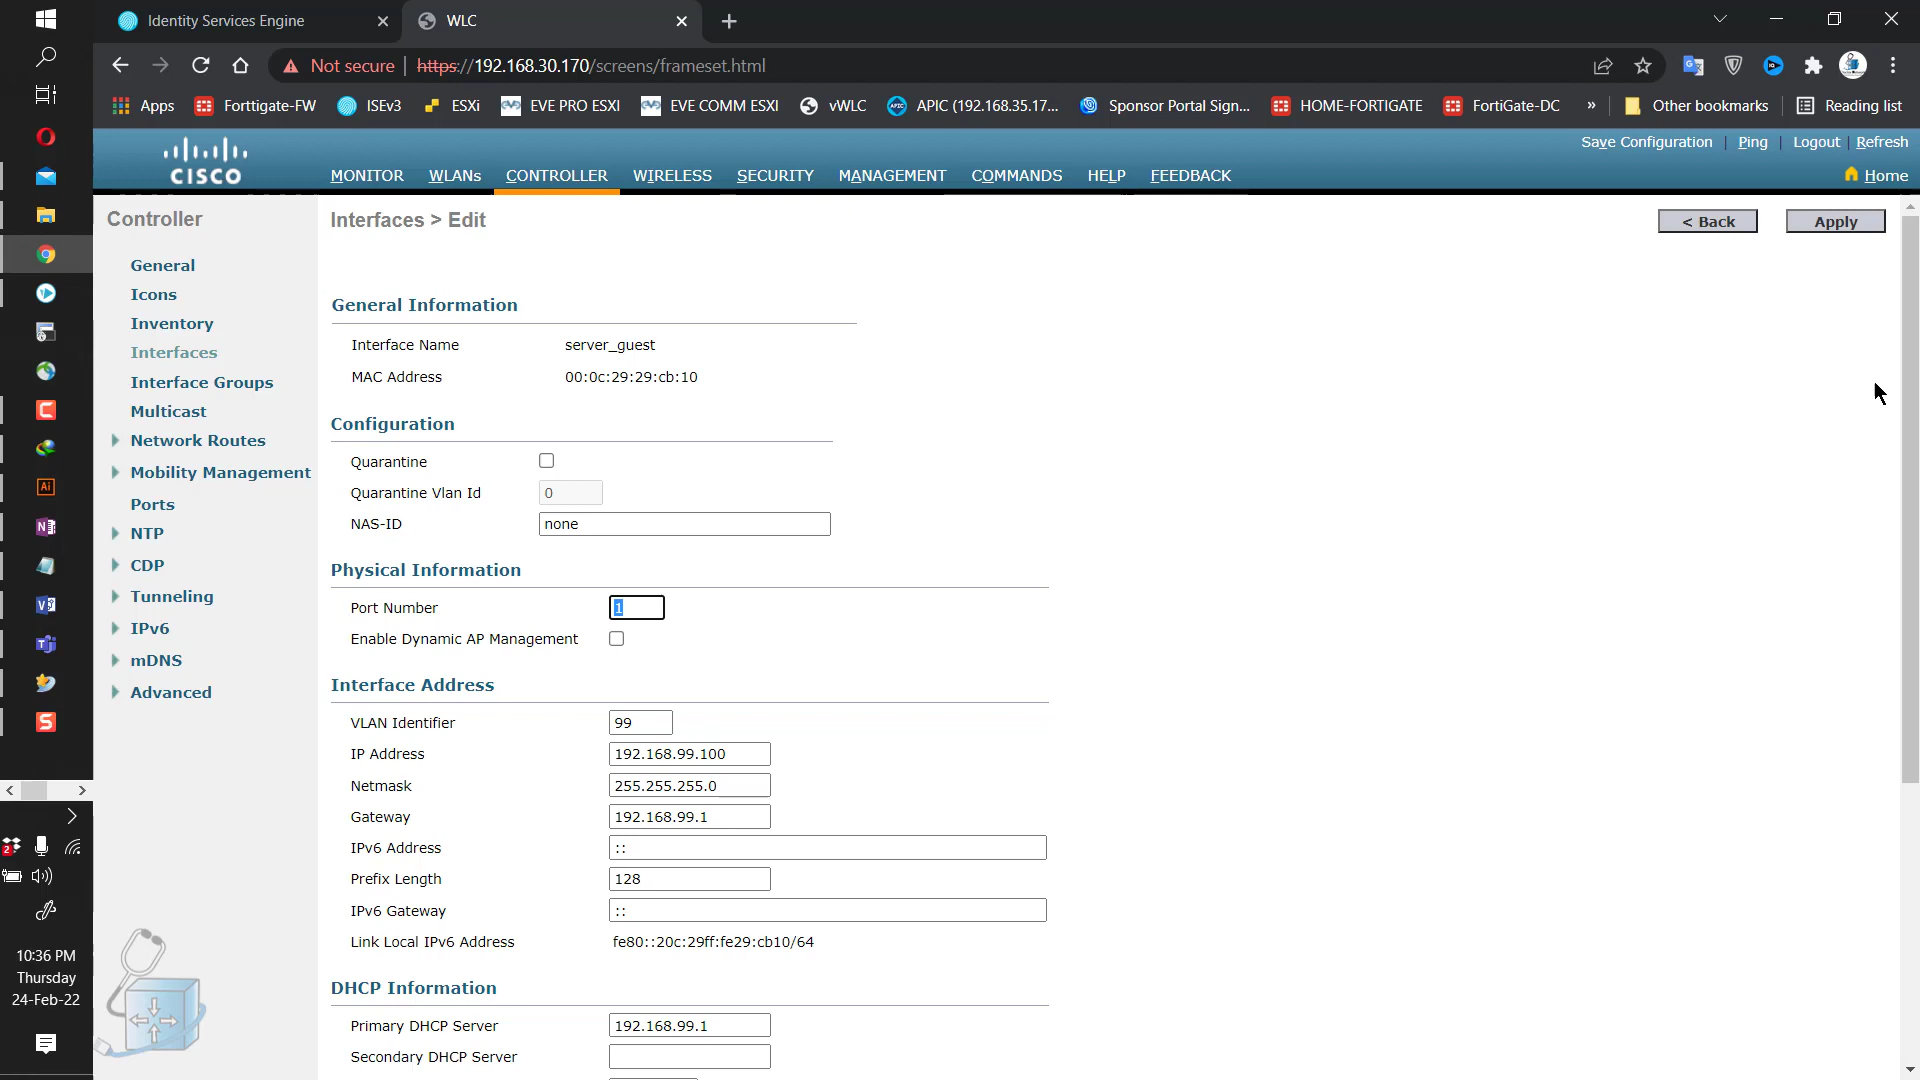 Identity Services Engine
WLC
Not secure https://192.168.30.170/screens/frameset.html
Apps Forttigate-FW ISEv3 ESXi EVE PRO ESXI EVE COMM ESXI vWLC APIC (192.168.35.17... Sponsor Portal Sign... HOME-FORTIGATE FortiGate-DC » Other bookmarks Reading list
Save Configuration | Ping | Logout | Refresh
CISCO
MONITOR WLANs CONTROLLER WIRELESS SECURITY MANAGEMENT COMMANDS HELP FEEDBACK
Home
Controller
General
Icons
Inventory
Interfaces
Interface Groups
Multicast
Network Routes
Mobility Management
Ports
NTP
CDP
Tunneling
IPv6
mDNS
Advanced
Interfaces > Edit
< Back
Apply
General Information
Interface Name server_guest
MAC Address 00:0c:29:29:cb:10
Configuration
Quarantine
Quarantine Vlan Id 0
NAS-ID none
Physical Information
Port Number 1
Enable Dynamic AP Management
Interface Address
VLAN Identifier 99
IP Address 192.168.99.100
Netmask 255.255.255.0
Gateway 192.168.99.1
IPv6 Address ::
Prefix Length 128
IPv6 Gateway ::
Link Local IPv6 Address fe80::20c:29ff:fe29:cb10/64
DHCP Information
Primary DHCP Server 192.168.99.1
Secondary DHCP Server
Ai
2
10:36 PM
Thursday
24-Feb-22